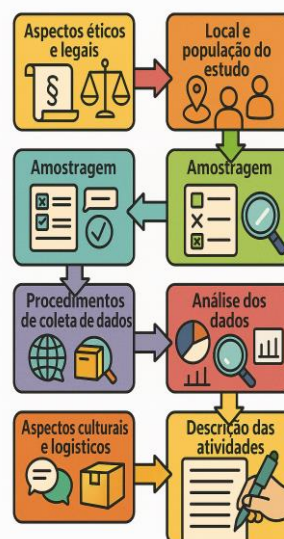 Aspectos éticos
e legais
§
Local e
população do
estudo
Amostragem
Amostragem
Procedimentos
de coleta de dados
Análise dos
dados
Aspectos culturais
e logísticos
Descrição das
atividades